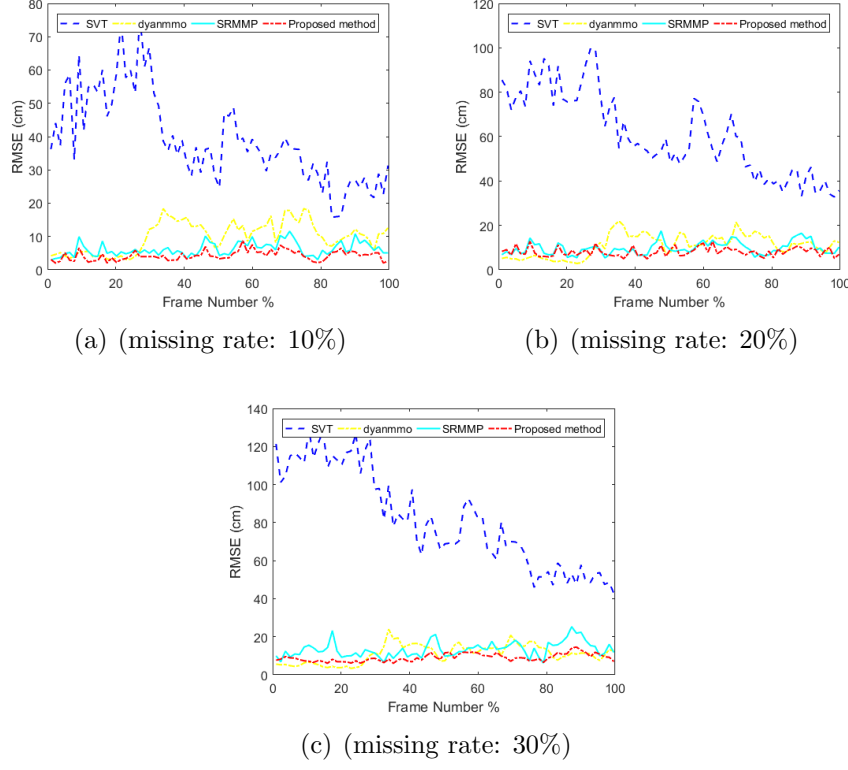 80
70
60
50
40
30
20
10
0
RMSE (cm)
SVT dyanmmo SRMMP Proposed method
0 20 40 60 80 100
Frame Number %
(a) (missing rate: 10%)
120
100
80
60
40
20
0
RMSE (cm)
SVT dyanmmo SRMMP Proposed method
0 20 40 60 80 100
Frame Number %
(b) (missing rate: 20%)
140
120
100
80
60
40
20
0
RMSE (cm)
SVT dyanmmo SRMMP Proposed method
0 20 40 60 80 100
Frame Number %
(c) (missing rate: 30%)